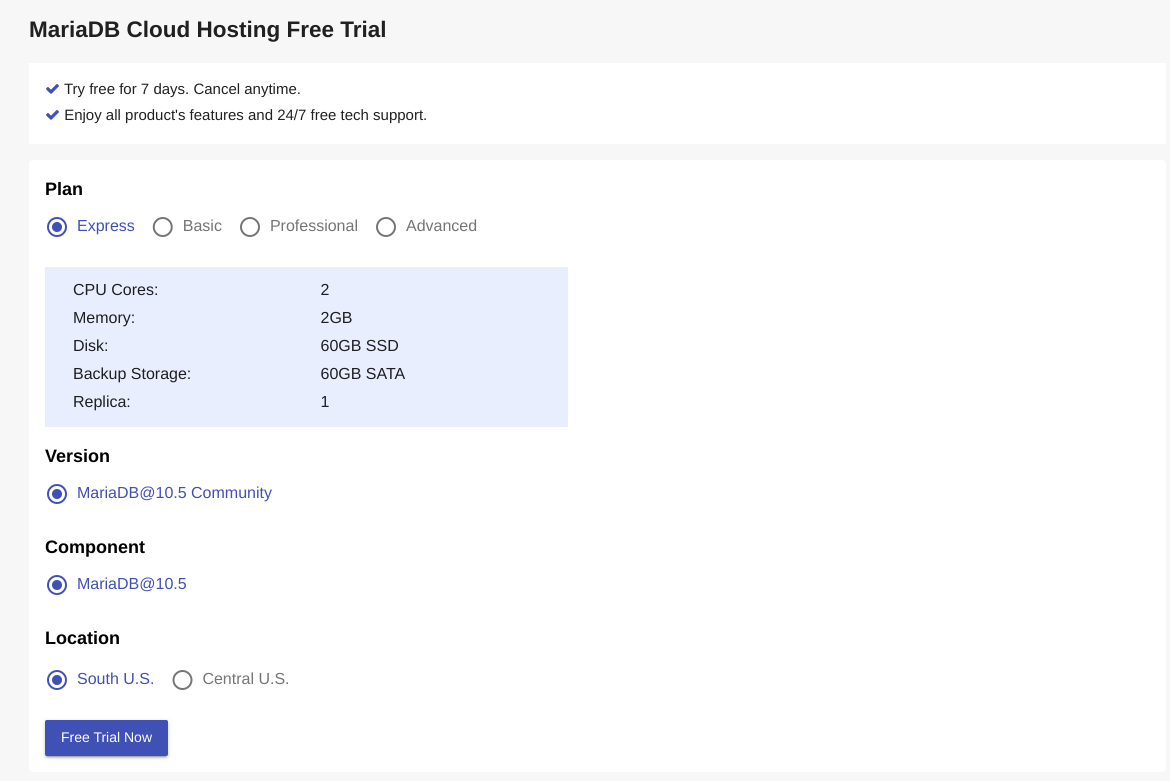 MariaDB Cloud Hosting Free Trial
Try free for 7 days. Cancel anytime.
Enjoy all product's features and 24/7 free tech support.
Plan
Express Basic Professional Advanced
CPU Cores: 2
Memory: 2GB
Disk: 60GB SSD
Backup Storage: 60GB SATA
Replica: 1
Version
MariaDB@10.5 Community
Component
MariaDB@10.5
Location
South U.S. Central U.S.
Free Trial Now